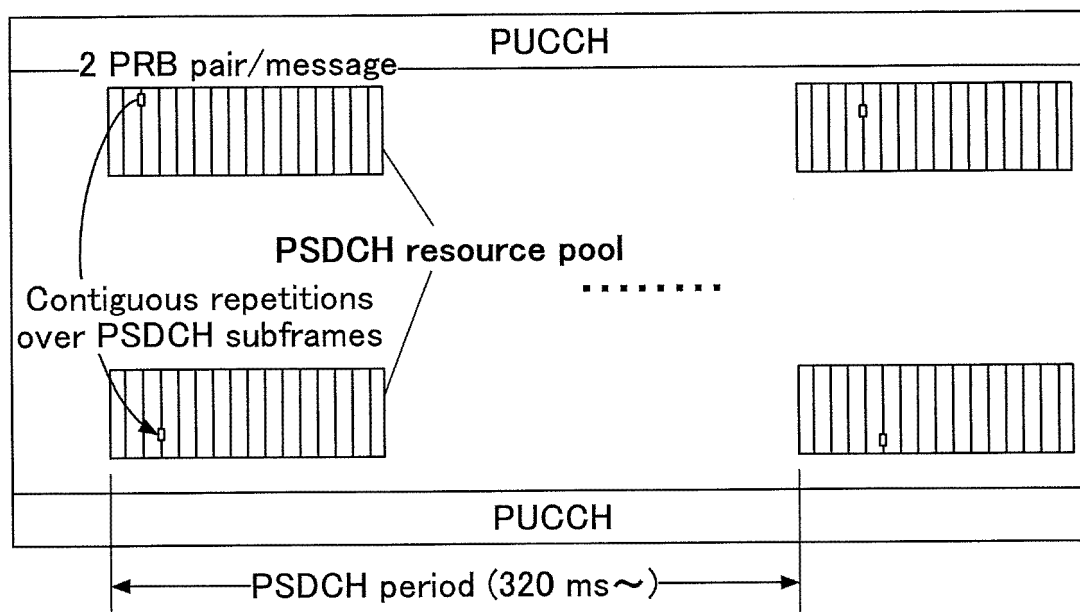 PUCCH
2 PRB pair/message
PSDCH resource pool
Contiguous repetitions
over PSDCH subframes
PUCCH
PSDCH period (320 ms～)